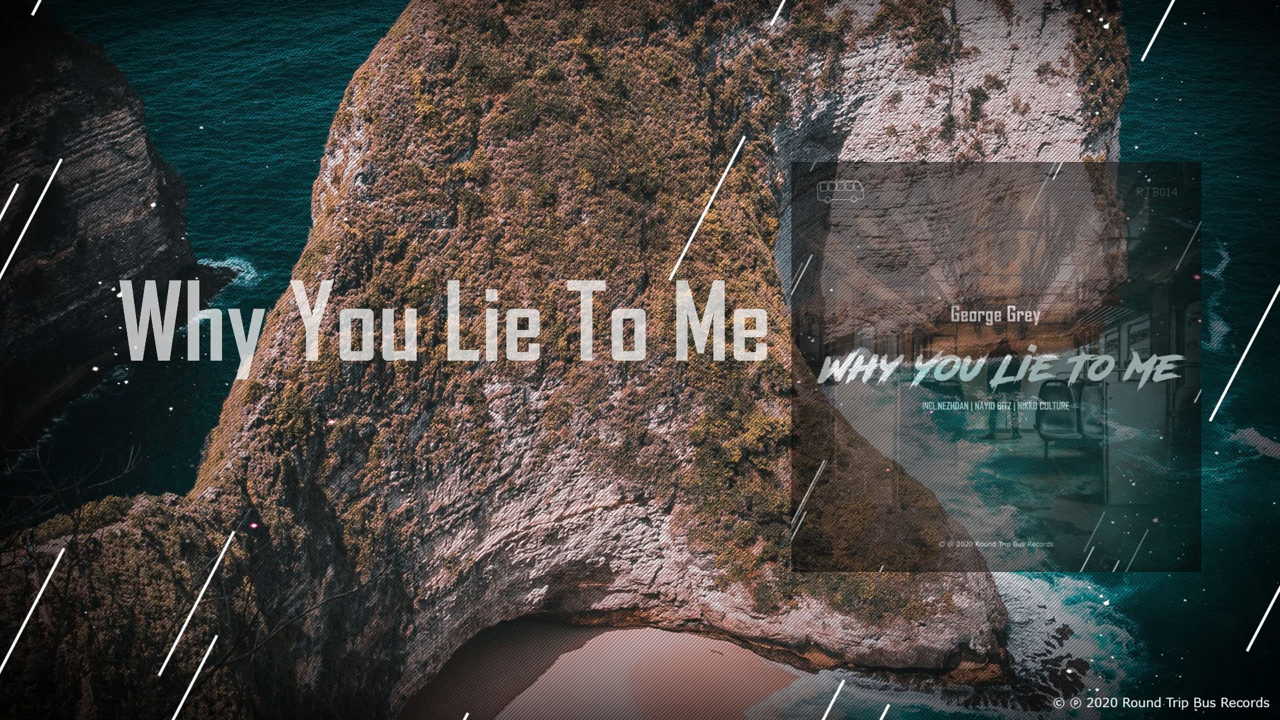 Why You Lie To Me
RTB014
George Grey
WHY YOU LIE TO ME
INCL.NEZHDAN | NAYIO BITZ | NIKKO CULTURE
© ℗ 2020 Round Trip Bus Records
© ℗ 2020 Round Trip Bus Records